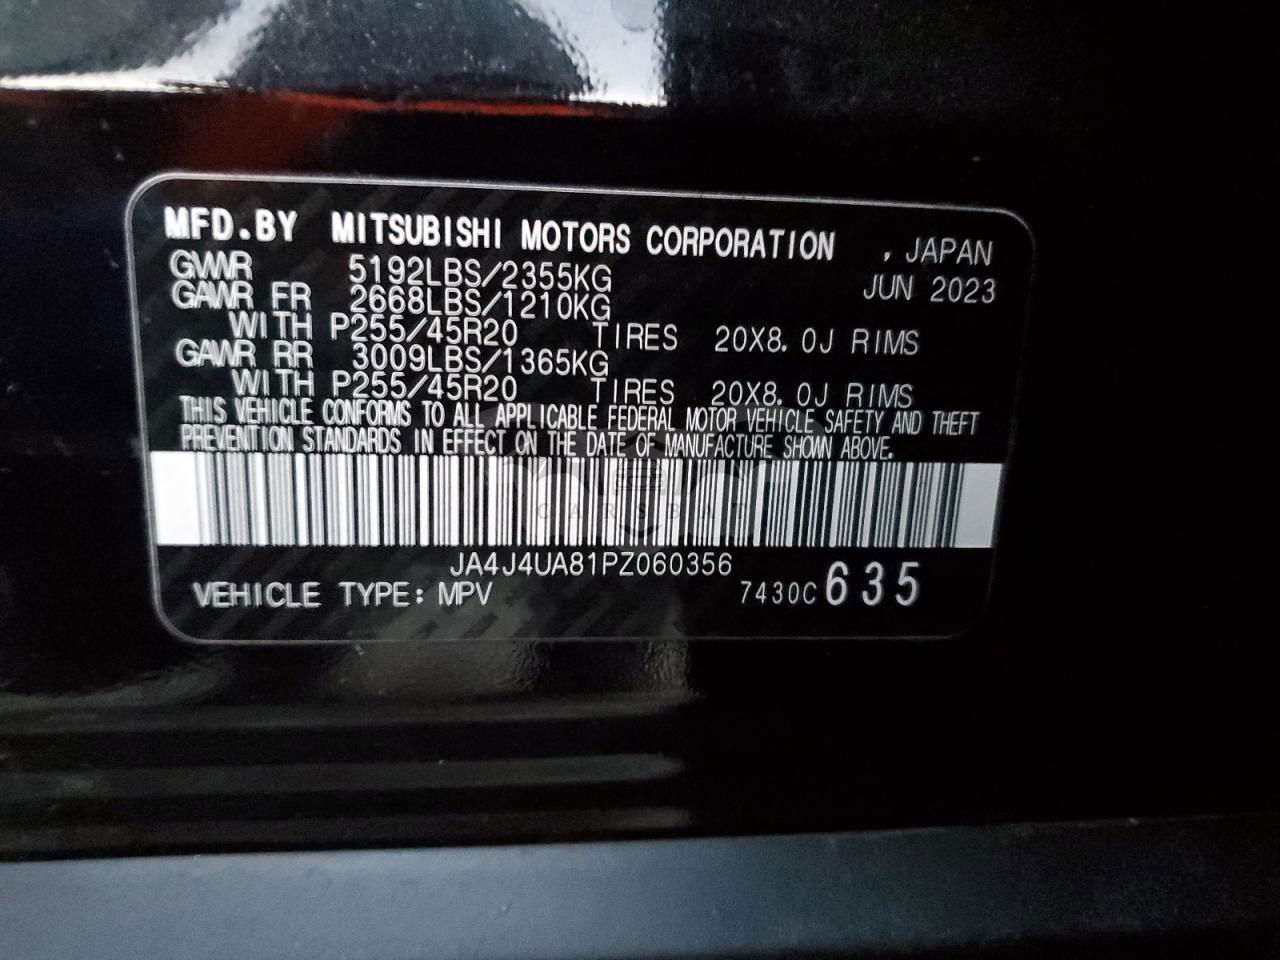 MFD.BY MITSUBISHI MOTORS CORPORATION , JAPAN
GVWR 5192LBS/2355KG JUN 2023
GAWR FR 2668LBS/1210KG
WITH P255/45R20 TIRES 20X8.0J RIMS
GAWR RR 3009LBS/1365KG
WITH P255/45R20 TIRES 20X8.0J RIMS
THIS VEHICLE CONFORMS TO ALL APPLICABLE FEDERAL MOTOR VEHICLE SAFETY AND THEFT
PREVENTION STANDARDS IN EFFECT ON THE DATE OF MANUFACTURE SHOWN ABOVE.
CARSBAT
JA4J4UA81PZ060356
VEHICLE TYPE: MPV 7430C 635